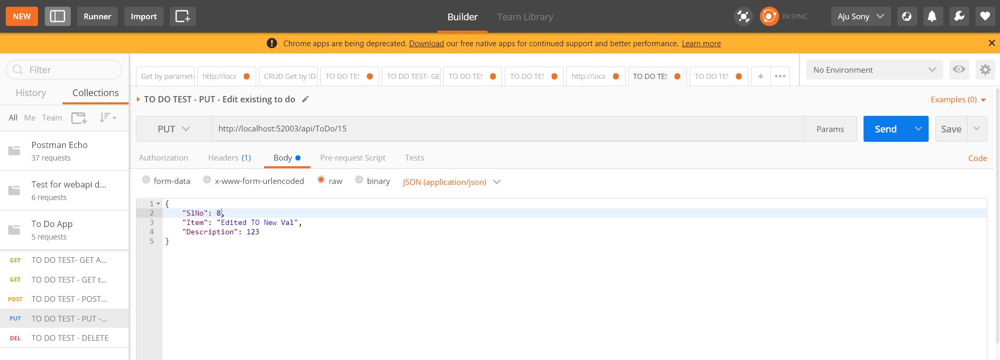 NEW Runner Import Builder Team Library IN SYNC Aju Sony
Chrome apps are being deprecated. Download our free native apps for continued support and better performance. Learn more
Filter
History Collections
All Me Team
Postman Echo
37 requests
Test for webapi d...
6 requests
To Do App
5 requests
GET TO DO TEST- GET A...
GET TO DO TEST - GET t...
POST TO DO TEST - POST...
PUT TO DO TEST - PUT -...
DEL TO DO TEST - DELETE
Get by paramet http://loca CRUD Get by ID TO DO TE TO DO TEST- GE TO DO TE TO DO TE http://loca TO DO TE TO DO TE + ••• No Environment
TO DO TEST - PUT - Edit existing to do Examples (0)
PUT http://localhost:52003/api/ToDo/15 Params Send Save
Authorization Headers (1) Body Pre-request Script Tests Code
form-data x-www-form-urlencoded raw binary JSON (application/json)
1 {
2 "SlNo": 8,
3 "Item": "Edited TO New Val",
4 "Description": 123
5 }